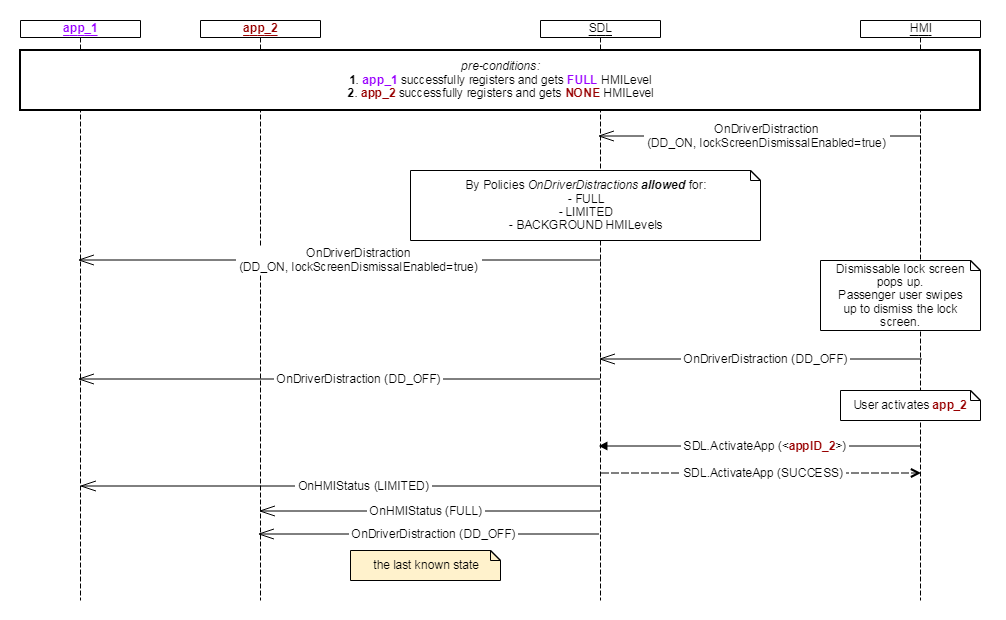 app_1
app_2
SDL
HMI
pre-conditions:
1. app_1 successfully registers and gets FULL HMILevel
2. app_2 successfully registers and gets NONE HMILevel
OnDriverDistraction
(DD_ON, lockScreenDismissalEnabled=true)
By Policies OnDriverDistractions allowed for:
- FULL
- LIMITED
- BACKGROUND HMILevels
OnDriverDistraction
(DD_ON, lockScreenDismissalEnabled=true)
Dismissable lock screen
pops up.
Passenger user swipes
up to dismiss the lock
screen.
OnDriverDistraction (DD_OFF)
OnDriverDistraction (DD_OFF)
User activates app_2
SDL.ActivateApp (<appID_2>)
SDL.ActivateApp (SUCCESS)
OnHMIStatus (LIMITED)
OnHMIStatus (FULL)
OnDriverDistraction (DD_OFF)
the last known state